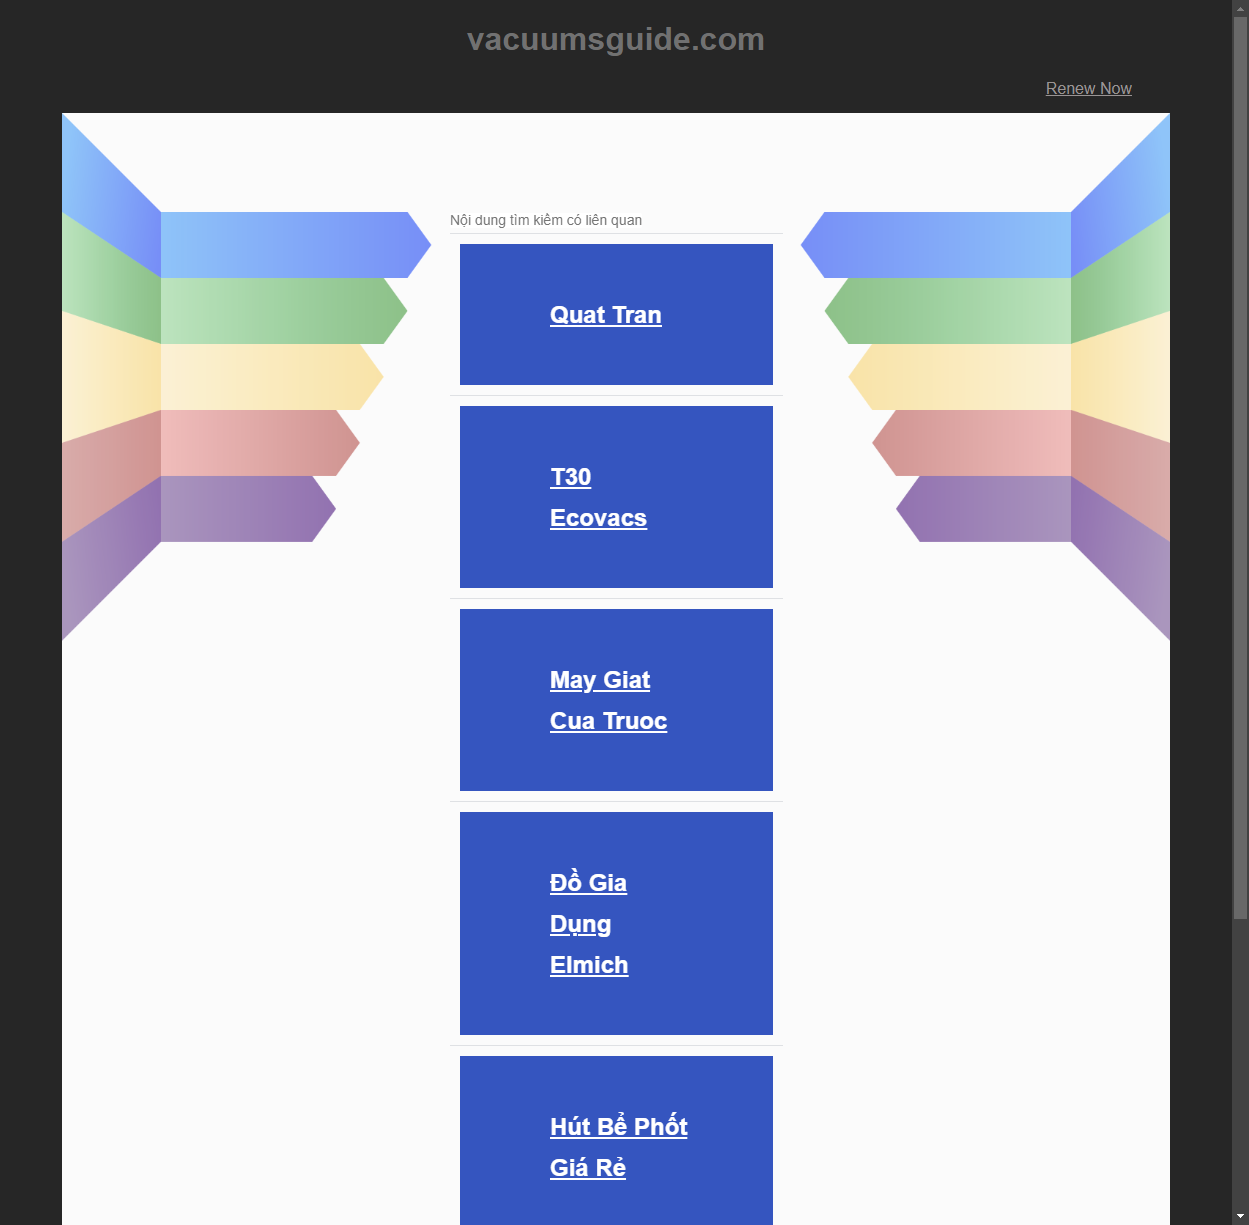 vacuumsguide.com
Renew Now
Nội dung tìm kiếm có liên quan
Quat Tran
T30
Ecovacs
May Giat
Cua Truoc
Đồ Gia
Dụng
Elmich
Hút Bể Phốt
Giá Rẻ